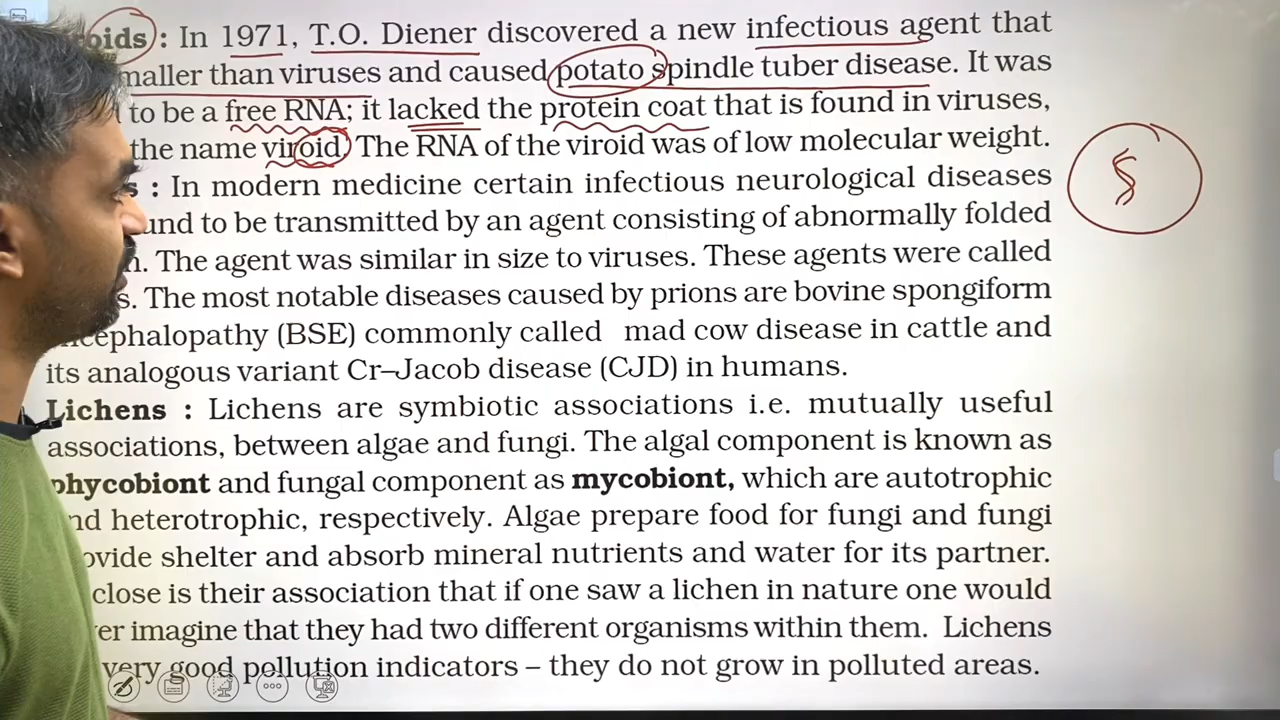 oids : In 1971, T.O. Diener discovered a new infectious agent that
maller than viruses and caused potato spindle tuber disease. It was
to be a free RNA; it lacked the protein coat that is found in viruses,
the name viroid. The RNA of the viroid was of low molecular weight.
s : In modern medicine certain infectious neurological diseases
und to be transmitted by an agent consisting of abnormally folded
n. The agent was similar in size to viruses. These agents were called
s. The most notable diseases caused by prions are bovine spongiform
ncephalopathy (BSE) commonly called mad cow disease in cattle and
its analogous variant Cr–Jacob disease (CJD) in humans.
Lichens : Lichens are symbiotic associations i.e. mutually useful
associations, between algae and fungi. The algal component is known as
phycobiont and fungal component as mycobiont, which are autotrophic
nd heterotrophic, respectively. Algae prepare food for fungi and fungi
ovide shelter and absorb mineral nutrients and water for its partner.
close is their association that if one saw a lichen in nature one would
er imagine that they had two different organisms within them. Lichens
very good pollution indicators – they do not grow in polluted areas.